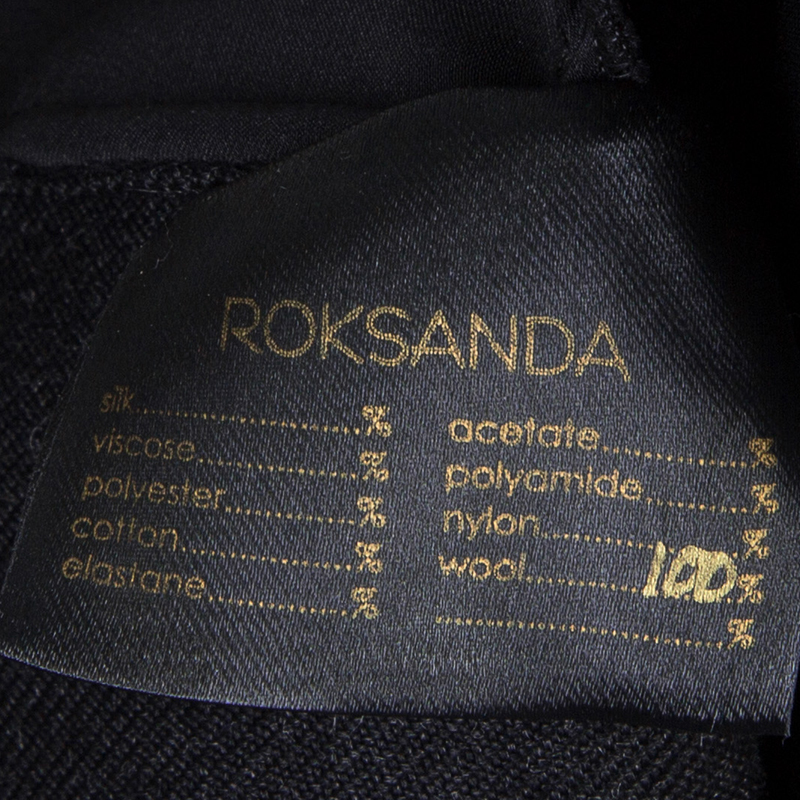 ROKSANDA
silk....................%
viscose....................%
polyester....................%
cotton....................%
elastane....................%
acetate....................%
polyamide....................%
nylon....................%
wool....................100%
....................%